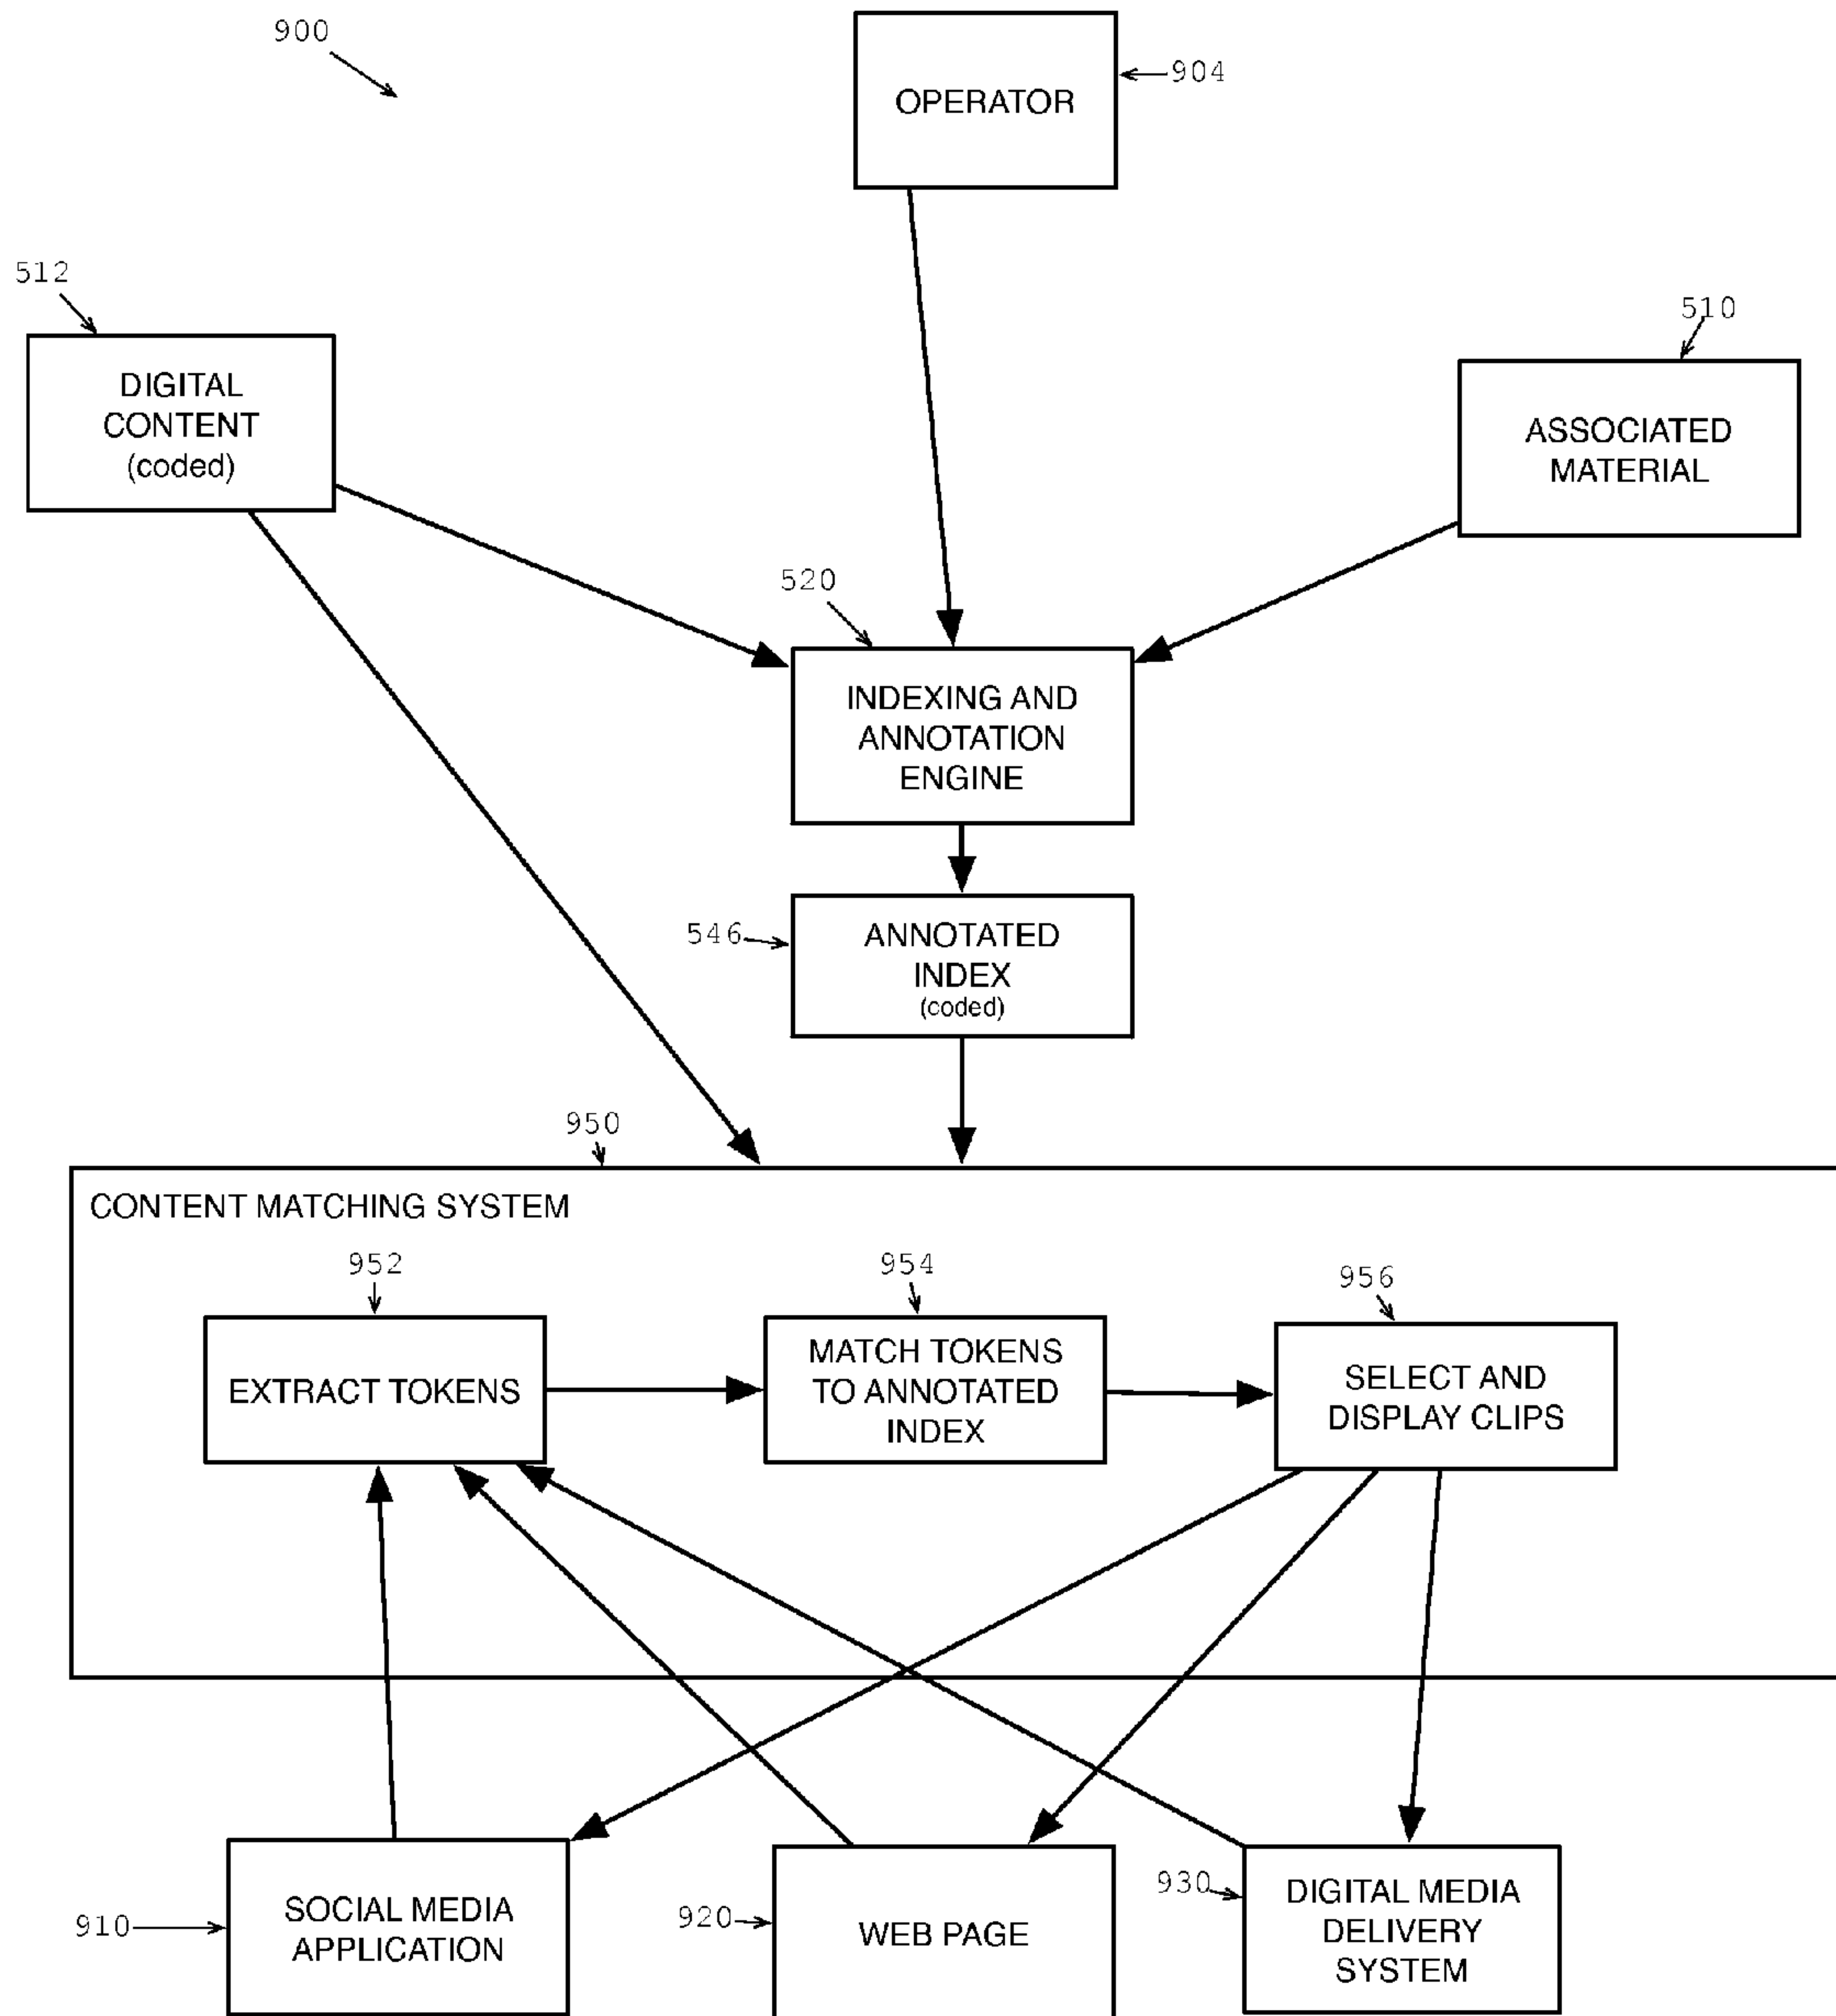 900
OPERATOR
904
512
DIGITAL
CONTENT
(coded)
510
ASSOCIATED
MATERIAL
520
INDEXING AND
ANNOTATION
ENGINE
546
ANNOTATED
INDEX
(coded)
950
CONTENT MATCHING SYSTEM
952
EXTRACT TOKENS
954
MATCH TOKENS
TO ANNOTATED
INDEX
956
SELECT AND
DISPLAY CLIPS
910
SOCIAL MEDIA
APPLICATION
920
WEB PAGE
930
DIGITAL MEDIA
DELIVERY
SYSTEM